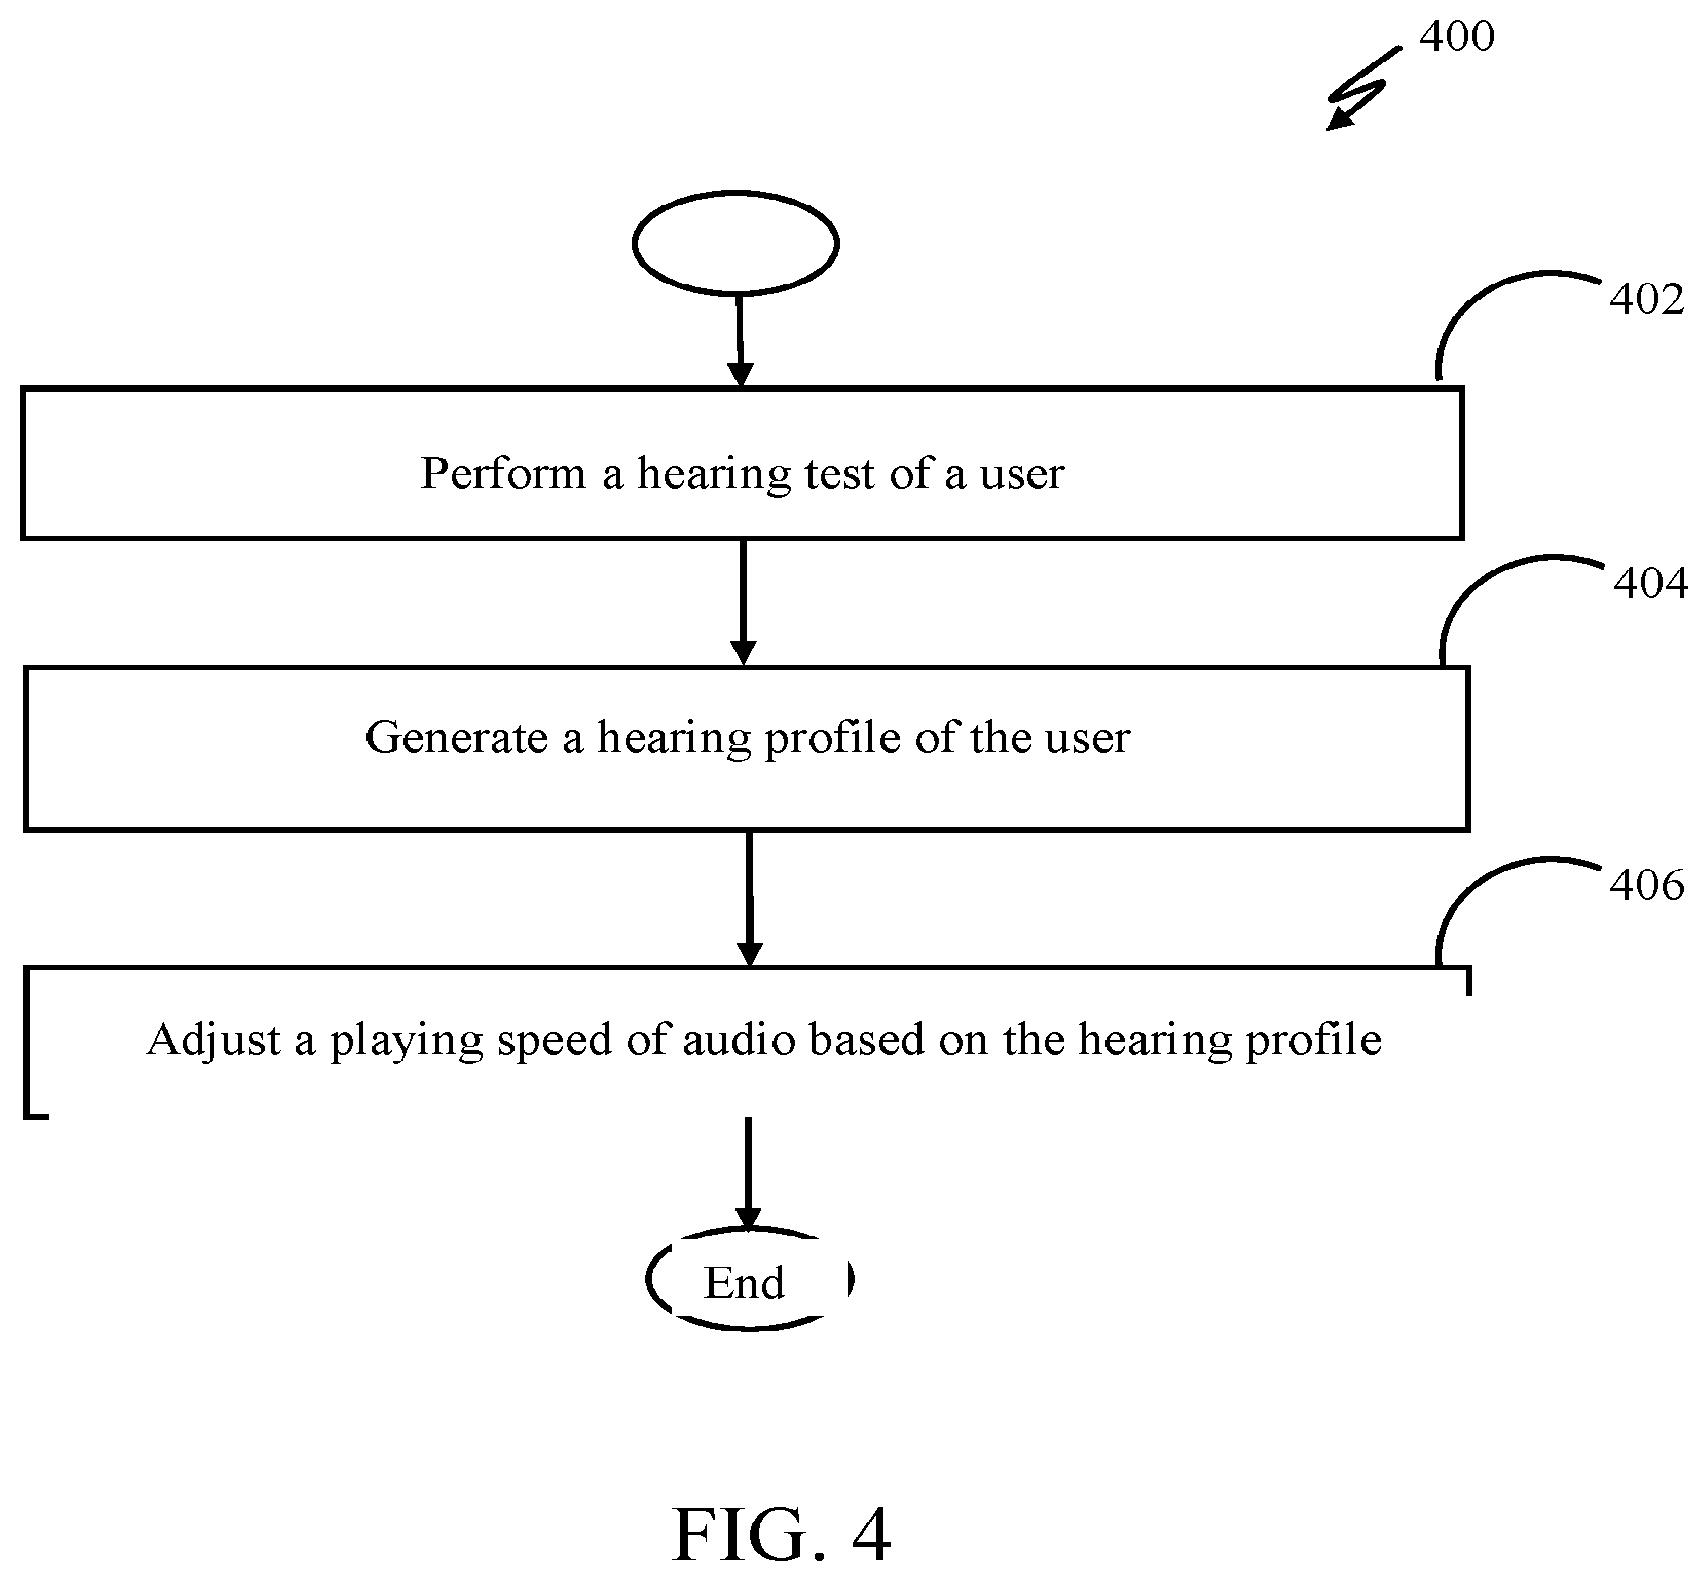 400
402
Perform a hearing test of a user
404
Generate a hearing profile of the user
406
Adjust a playing speed of audio based on the hearing profile
End
FIG. 4